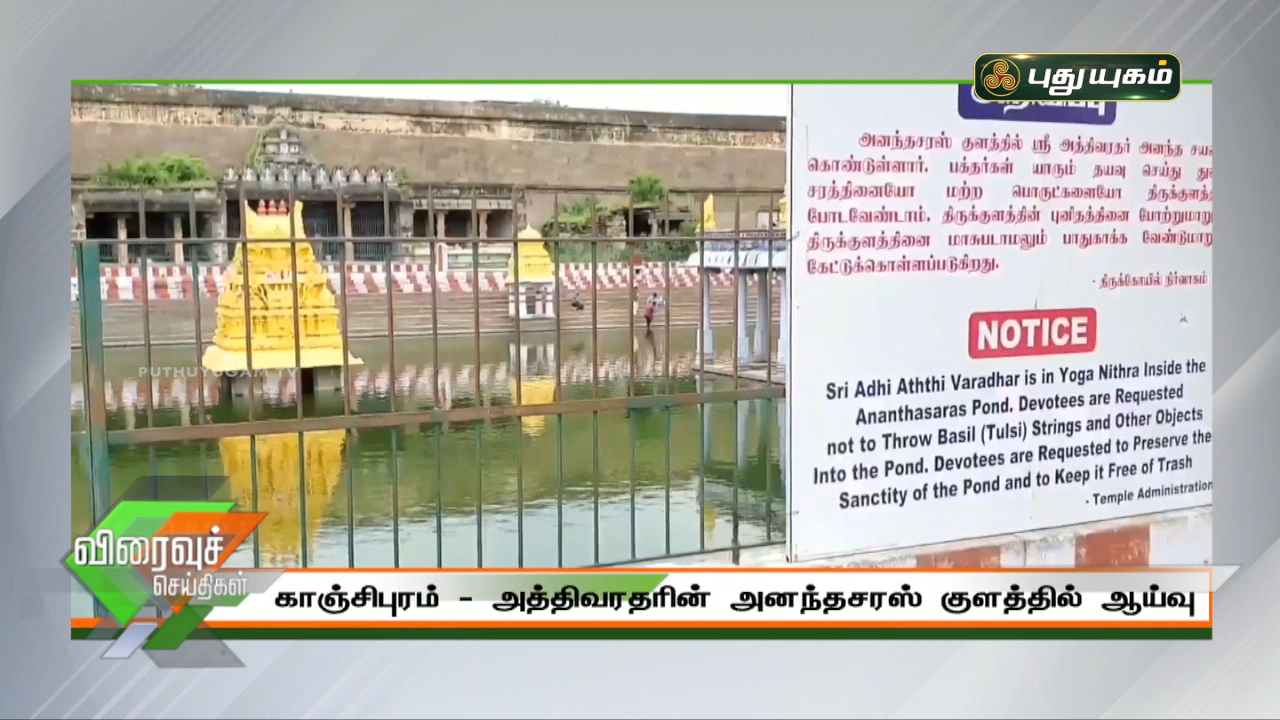 புதுயுகம்
அனந்தசரஸ் குளத்தில் ஸ்ரீ அத்திவரதர் அனந்த
கொண்டுள்ளார். பக்தர்கள் யாரும் தயவு செய்து
சரத்தினையோ மற்ற பொருட்களையோ
போடவேண்டாம். திருக்குளத்தின் புனிதத்தினை
திருக்குளத்தினை மாசுபடாமலும் பாதுகாக்க
கேட்டுக்கொள்ளப்படுகிறது.
- திருக்கோயில் நிர்வாகம்
NOTICE
Sri Adhi Aththi Varadhar is in Yoga Nithra Inside the
Ananthasaras Pond. Devotees are Requested
not to Throw Basil (Tulsi) Strings and Other Objects
Into the Pond. Devotees are Requested to Preserve the
Sanctity of the Pond and to Keep it Free of Trash
- Temple Administration
PUTHUYUGAM TV
விரைவுச்
செய்திகள்
காஞ்சிபுரம் - அத்திவரதரின் அனந்தசரஸ் குளத்தில் ஆய்வு